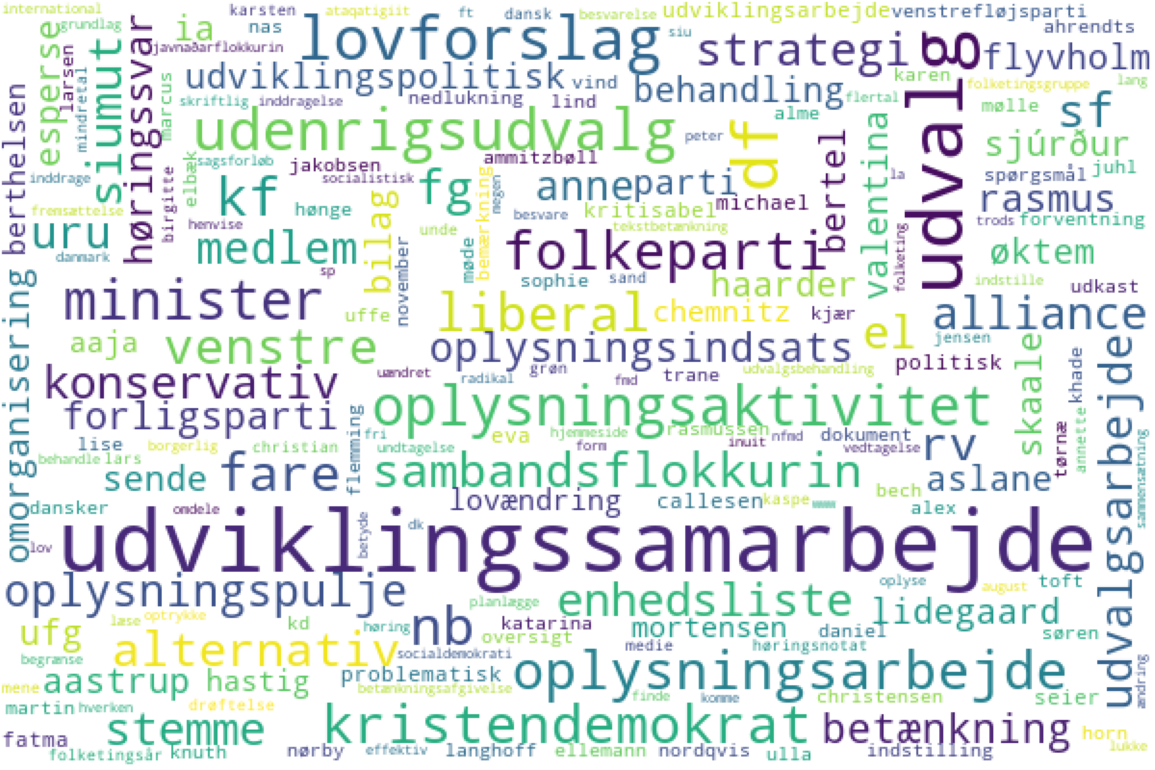 international
karsten
ataqatigiit
ft
dansk
besvarelse
udviklingsarbejde
venstrefløjsparti
grundlag
ia
nas
lovforslag
siu
strategi
udvalg
ahrendts
flyvholm
esperse
larsen
siumut
høringssvar
javnaðarflokkurin
udviklingspolitisk
vind
behandling
karen
folketingsgruppe
lang
mindretal
marcus
skriftlig
inddragelse
nedlukning
lind
flertal
mølle
sf
berthelsen
udenrigsudvalg
peter
df
alme
valentina
sjúrður
sagsforløb
elbæk
jakobsen
ammitzbøll
bertel
juhl
inddrage
socialistisk
kf
fg
anne
parti
la
spørgsmål
fremsættelse
birgitte
hønge
bilag
bemærkning
megen
michael
rasmus
henvise
besvare
kritisabel
trods
forventning
uru
unde
tekstbetænkning
danmark
medlem
november
møde
folkeparti
folketing
øktem
sp
sophie
sand
haarder
indstille
minister
uffe
liberal
chemnitz
kjær
udkast
omorganisering
alliance
aaja
venstre
oplysningsindsats
el
jensen
skaale
konservativ
uændret
radikal
grøn
fmd
trane
udvalgsbehandling
politisk
khade
udvalgsarbejde
forligsparti
oplysningsaktivitet
flemming
fri
eva
hjemmeside
rasmussen
inuit
nfmd
dokument
rv
tørnæ
annette
lise
borgerlig
christian
undtagelse
form
vedtagelse
behandle
lars
sammensætning
sende
fare
sambandsflokkurin
aslane
dansker
omdele
lovændring
callesen
kaspe
www
bech
alex
lov
udviklingssamarbejde
betyde
dk
oplysningspulje
planlægge
enhedsliste
oplyse
august
toft
lidegaard
læse
optrykke
kd
høring
nb
katarina
ufg
alternativ
oversigt
mortensen
daniel
søren
begrænse
socialdemokrati
medie
høringsnotat
problematisk
ændring
mene
aastrup
hastig
betænkningsafgivelse
oplysningsarbejde
martin
hverken
drøftelse
finde
komme
christensen
seier
fatma
stemme
kristendemokrat
betænkning
horn
folketingsår
knuth
nørby
effektiv
langhoff
ellemann
nordqvis
ulla
indstilling
lukke